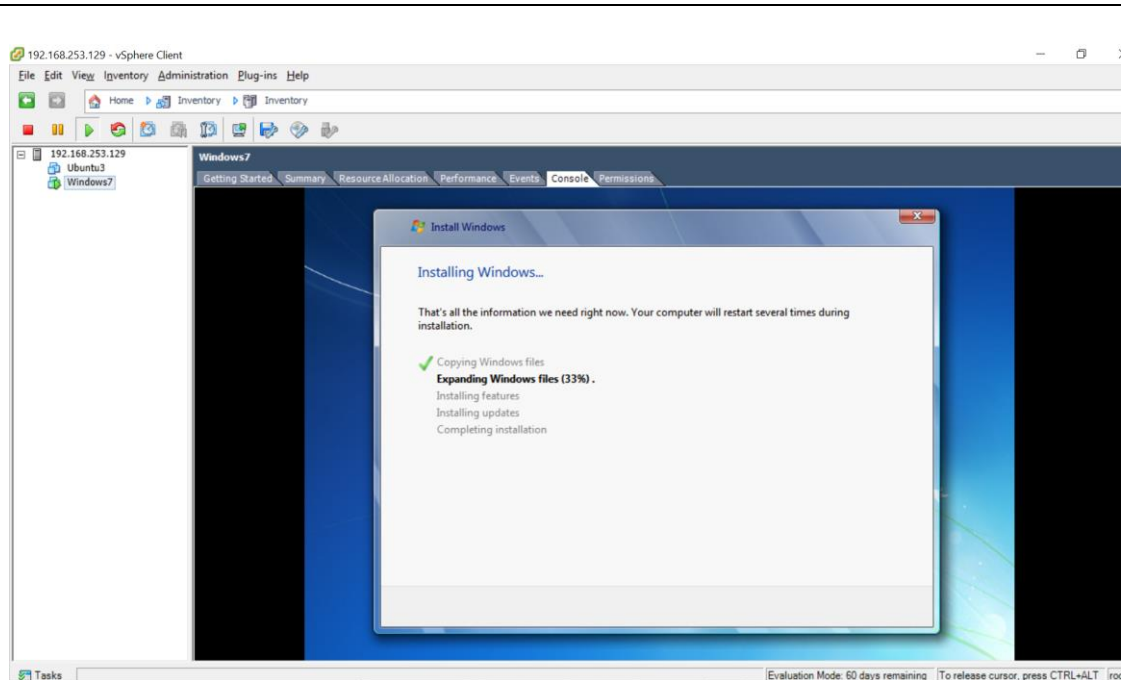 192.168.253.129 - vSphere Client
File Edit View Inventory Administration Plug-ins Help
Home Inventory Inventory
192.168.253.129
Ubuntu3
Windows7
Windows7
Getting Started Summary Resource Allocation Performance Events Console Permissions
Install Windows
Installing Windows...
That's all the information we need right now. Your computer will restart several times during
installation.
Copying Windows files
Expanding Windows files (33%) .
Installing features
Installing updates
Completing installation
Tasks
Evaluation Mode: 60 days remaining
To release cursor, press CTRL+ALT